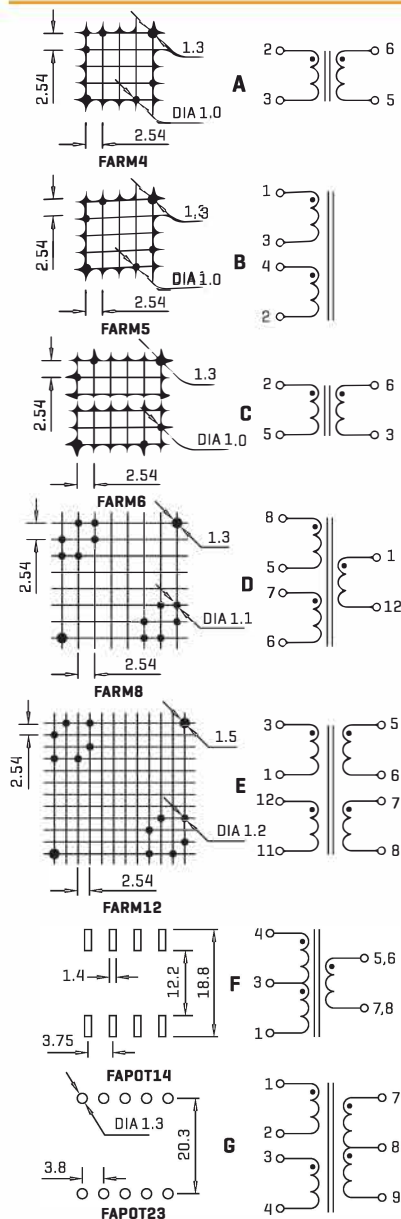 1.3
2.54
DIA 1.0
2.54
FARM4
A
2
3
6
5
1.3
2.54
DIA 1.0
2.54
FARM5
B
1
3
4
2
1.3
2.54
DIA 1.0
2.54
FARM6
C
2
5
6
3
1.3
2.54
DIA 1.1
2.54
FARM8
D
8
5
7
6
1
12
1.5
2.54
DIA 1.2
2.54
FARM12
E
3
1
12
11
5
6
7
8
1.4
12.2
18.8
3.75
FAPOT14
F
4
3
1
5,6
7,8
DIA 1.3
20.3
3.8
FAPOT23
G
1
2
3
4
7
8
9